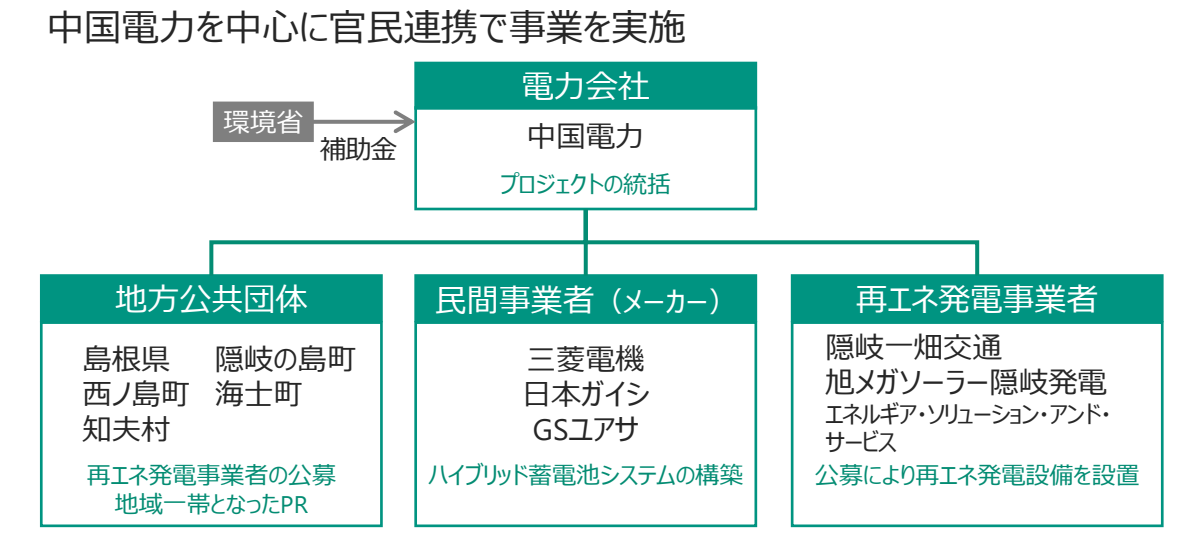 中国電力を中心に官民連携で事業を実施
電力会社
環境省
補助金
中国電力
プロジェクトの統括
地方公共団体
島根県 隠岐の島町
西ノ島町 海士町
知夫村
再エネ発電事業者の公募
地域一帯となったPR
民間事業者（メーカー）
三菱電機
日本ガイシ
GSユアサ
ハイブリッド蓄電池システムの構築
再エネ発電事業者
隠岐一畑交通
旭メガソーラー隠岐発電
エネルギア・ソリューション・アンド・
サービス
公募により再エネ発電設備を設置